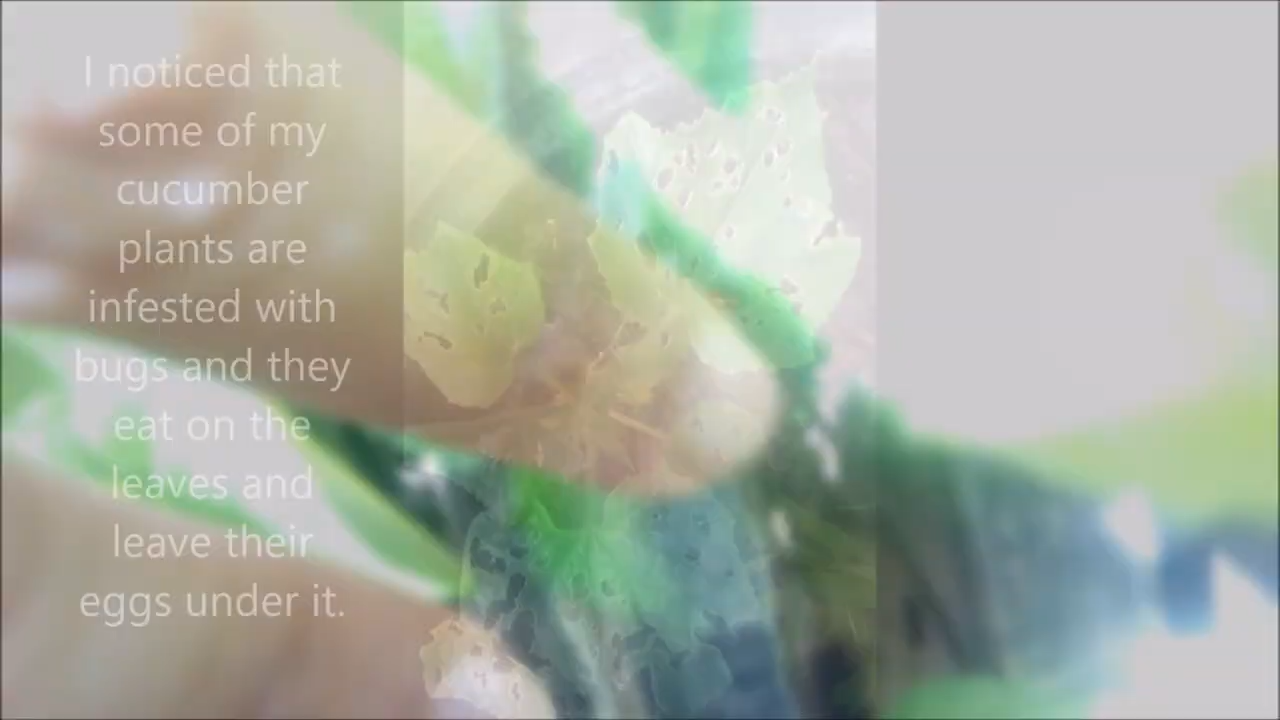 I noticed that
some of my
cucumber
plants are
infested with
bugs and they
eat on the
leaves and
leave their
eggs under it.